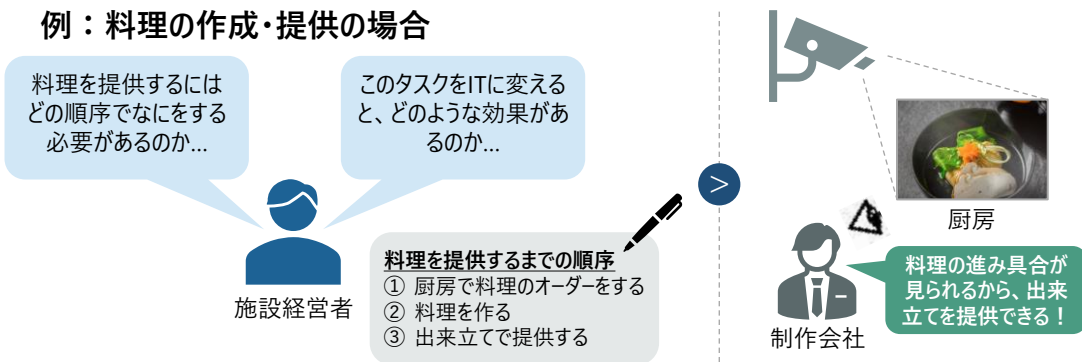 例：料理の作成･提供の場合
料理を提供するには
どの順序でなにをする
必要があるのか...
このタスクをITに変える
と、どのような効果があ
るのか...
施設経営者
料理を提供するまでの順序
① 厨房で料理のオーダーをする
② 料理を作る
③ 出来立てで提供する
>
厨房
料理の進み具合が
見られるから、出来
立てを提供できる！
制作会社